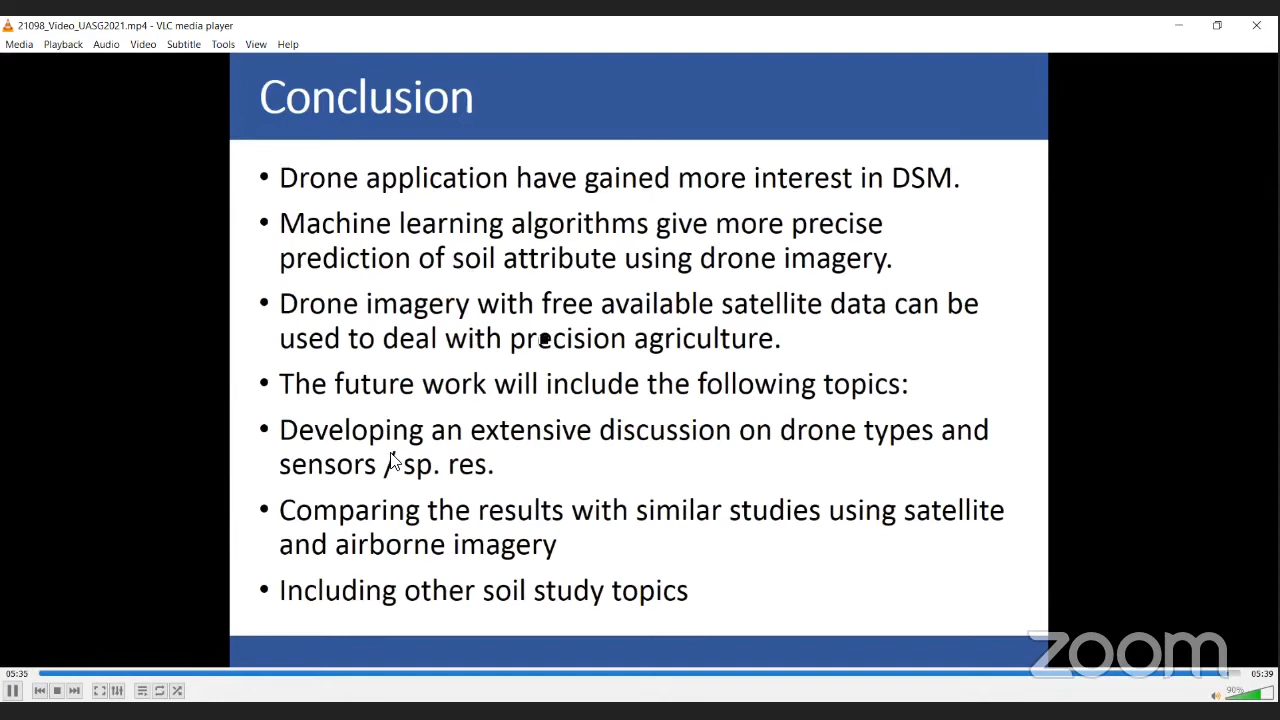 21098_Video_UASG2021.mp4 - VLC media player
Media Playback Audio Video Subtitle Tools View Help
Conclusion
• Drone application have gained more interest in DSM.
• Machine learning algorithms give more precise
prediction of soil attribute using drone imagery.
• Drone imagery with free available satellite data can be
used to deal with precision agriculture.
• The future work will include the following topics:
• Developing an extensive discussion on drone types and
sensors / sp. res.
• Comparing the results with similar studies using satellite
and airborne imagery
• Including other soil study topics
zoom
05:35
05:39
90%